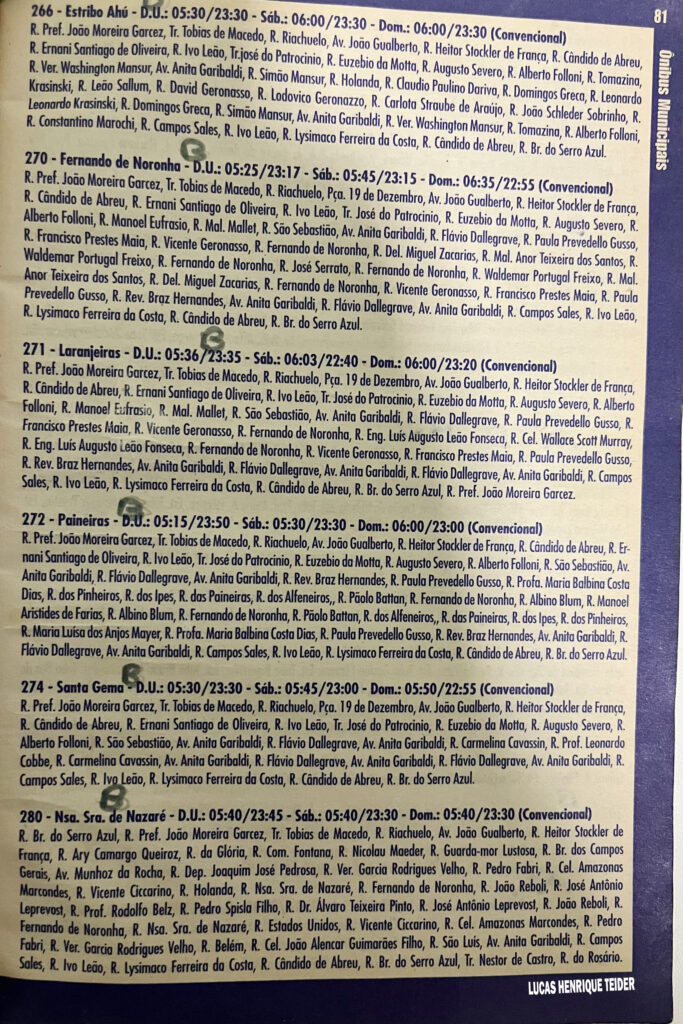 81
Ônibus Municipais
266 - Estribo Ahú - D.U.: 05:30/23:30 - Sáb.: 06:00/23:30 - Dom.: 06:00/23:30 (Convencional)
R. Pref. João Moreira Garcez, Tr. Tobias de Macedo, R. Riachuelo, Av. João Gualberto, R. Heitor Stockler de França, R. Cândido de Abreu,
R. Ernani Santiago de Oliveira, R. Ivo Leão, Tr.josé do Patrocinio, R. Euzebio da Motta, R. Augusto Severo, R. Alberto Folloni, R. Tomazina,
R. Ver. Washington Mansur, Av. Anita Garibaldi, R. Simão Mansur, R. Holanda, R. Claudio Paulino Dariva, R. Domingos Greca, R. Leonardo
Krasinski, R. Leão Sallum, R. David Geronasso, R. Lodovico Geronazzo, R. Carlota Straube de Araújo, R. João Schleder Sobrinho, R.
Leonardo Krasinski, R. Domingos Greca, R. Simão Mansur, Av. Anita Garibaldi, R. Ver. Washington Mansur, R. Tomazina, R. Alberto Folloni,
R. Constantino Marochi, R. Campos Sales, R. Ivo Leão, R. Lysimaco Ferreira da Costa, R. Cândido de Abreu, R. Br. do Serro Azul.
270 - Fernando de Noronha - D.U.: 05:25/23:17 - Sáb.: 05:45/23:15 - Dom.: 06:35/22:55 (Convencional)
R. Pref. João Moreira Garcez, Tr. Tobias de Macedo, R. Riachuelo, Pça. 19 de Dezembro, Av. João Gualberto, R. Heitor Stockler de França,
R. Cândido de Abreu, R. Ernani Santiago de Oliveira, R. Ivo Leão, Tr. José do Patrocinio, R. Euzebio da Motta, R. Augusto Severo, R.
Alberto Folloni, R. Manoel Eufrasio, R. Mal. Mallet, R. São Sebastião, Av. Anita Garibaldi, R. Flávio Dallegrave, R. Paula Prevedello Gusso,
R. Francisco Prestes Maia, R. Vicente Geronasso, R. Fernando de Noronha, R. Del. Miguel Zacarias, R. Mal. Anor Teixeira dos Santos, R.
Waldemar Portugal Freixo, R. Fernando de Noronha, R. José Serrato, R. Fernando de Noronha, R. Waldemar Portugal Freixo, R. Mal.
Anor Teixeira dos Santos, R. Del. Miguel Zacarias, R. Fernando de Noronha, R. Vicente Geronasso, R. Francisco Prestes Maia, R. Paula
Prevedello Gusso, R. Rev. Braz Hernandes, Av. Anita Garibaldi, R. Flávio Dallegrave, Av. Anita Garibaldi, R. Campos Sales, R. Ivo Leão,
R. Lysimaco Ferreira da Costa, R. Cândido de Abreu, R. Br. do Serro Azul.
271 - Laranjeiras - D.U.: 05:36/23:35 - Sáb.: 06:03/22:40 - Dom.: 06:00/23:20 (Convencional)
R. Pref. João Moreira Garcez, Tr. Tobias de Macedo, R. Riachuelo, Pça. 19 de Dezembro, Av. João Gualberto, R. Heitor Stockler de França,
R. Cândido de Abreu, R. Ernani Santiago de Oliveira, R. Ivo Leão, Tr. José do Patrocinio, R. Euzebio da Motta, R. Augusto Severo, R. Alberto
Folloni, R. Manoel Eufrasio, R. Mal. Mallet, R. São Sebastião, Av. Anita Garibaldi, R. Flávio Dallegrave, R. Paula Prevedello Gusso, R.
Francisco Prestes Maia, R. Vicente Geronasso, R. Fernando de Noronha, R. Eng. Luís Augusto Leão Fonseca, R. Cel. Wallace Scott Murray,
R. Eng. Luís Augusto Leão Fonseca, R. Fernando de Noronha, R. Vicente Geronasso, R. Francisco Prestes Maia, R. Paula Prevedello Gusso,
R. Rev. Braz Hernandes, Av. Anita Garibaldi, R. Flávio Dallegrave, Av. Anita Garibaldi, R. Flávio Dallegrave, Av. Anita Garibaldi, R. Campos
Sales, R. Ivo Leão, R. Lysimaco Ferreira da Costa, R. Cândido de Abreu, R. Br. do Serro Azul, R. Pref. João Moreira Garcez.
272 - Paineiras - D.U.: 05:15/23:50 - Sáb.: 05:30/23:30 - Dom.: 06:00/23:00 (Convencional)
R. Pref. João Moreira Garcez, Tr. Tobias de Macedo, R. Riachuelo, Av. João Gualberto, R. Heitor Stockler de França, R. Cândido de Abreu, R. Er-
nani Santiago de Oliveira, R. Ivo Leão, Tr. José do Patrocinio, R. Euzebio da Motta, R. Augusto Severo, R. Alberto Folloni, R. São Sebastião, Av.
Anita Garibaldi, R. Flávio Dallegrave, Av. Anita Garibaldi, R. Rev. Braz Hernandes, R. Paula Prevedello Gusso, R. Profa. Maria Balbina Costa
Dias, R. dos Pinheiros, R. dos Ipes, R. das Paineiras, R. dos Alfeneiros,, R. Pãolo Battan, R. Fernando de Noronha, R. Albino Blum, R. Manoel
Aristides de Farias, R. Albino Blum, R. Fernando de Noronha, R. Pãolo Battan, R. dos Alfeneiros,, R. das Paineiras, R. dos Ipes, R. dos Pinheiros,
R. Maria Luisa dos Anjos Mayer, R. Profa. Maria Balbina Costa Dias, R. Paula Prevedello Gusso, R. Rev. Braz Hernandes, Av. Anita Garibaldi, R.
Flávio Dallegrave, Av. Anita Garibaldi, R. Campos Sales, R. Ivo Leão, R. Lysimaco Ferreira da Costa, R. Cândido de Abreu, R. Br. do Serro Azul.
274 - Santa Gema - D.U.: 05:30/23:30 - Sáb.: 05:45/23:00 - Dom.: 05:50/22:55 (Convencional)
R. Pref. João Moreira Garcez, Tr. Tobias de Macedo, R. Riachuelo, Pça. 19 de Dezembro, Av. João Gualberto, R. Heitor Stockler de França,
R. Cândido de Abreu, R. Ernani Santiago de Oliveira, R. Ivo Leão, Tr. José do Patrocinio, R. Euzebio da Motta, R. Augusto Severo, R.
Alberto Folloni, R. São Sebastião, Av. Anita Garibaldi, R. Flávio Dallegrave, Av. Anita Garibaldi, R. Carmelina Cavassin, R. Prof. Leonardo
Cobbe, R. Carmelina Cavassin, Av. Anita Garibaldi, R. Flávio Dallegrave, Av. Anita Garibaldi, R. Flávio Dallegrave, Av. Anita Garibaldi, R.
Campos Sales, R. Ivo Leão, R. Lysimaco Ferreira da Costa, R. Cândido de Abreu, R. Br. do Serro Azul.
280 - Nsa. Sra. de Nazaré - D.U.: 05:40/23:45 - Sáb.: 05:40/23:30 - Dom.: 05:40/23:30 (Convencional)
R. Br. do Serro Azul, R. Pref. João Moreira Garcez, Tr. Tobias de Macedo, R. Riachuelo, Av. João Gualberto, R. Heitor Stockler de
França, R. Ary Camargo Queiroz, R. da Glória, R. Com. Fontana, R. Nicolau Maeder, R. Guarda-mor Lustosa, R. Br. dos Campos
Gerais, Av. Munhoz da Rocha, R. Dep. Joaquim José Pedrosa, R. Ver. Garcia Rodrigues Velho, R. Pedro Fabri, R. Cel. Amazonas
Marcondes, R. Vicente Ciccarino, R. Holanda, R. Nsa. Sra. de Nazaré, R. Fernando de Noronha, R. João Reboli, R. José Antônio
Leprevost, R. Prof. Rodolfo Belz, R. Pedro Spisla Filho, R. Dr. Álvaro Teixeira Pinto, R. José Antônio Leprevost, R. João Reboli, R.
Fernando de Noronha, R. Nsa. Sra. de Nazaré, R. Estados Unidos, R. Vicente Ciccarino, R. Cel. Amazonas Marcondes, R. Pedro
Fabri, R. Ver. Garcia Rodrigues Velho, R. Belém, R. Cel. João Alencar Guimarães Filho, R. São Luís, Av. Anita Garibaldi, R. Campos
Sales, R. Ivo Leão, R. Lysimaco Ferreira da Costa, R. Cândido de Abreu, R. Br. do Serro Azul, Tr. Nestor de Castro, R. do Rosário.
LUCAS HENRIQUE TEIDER